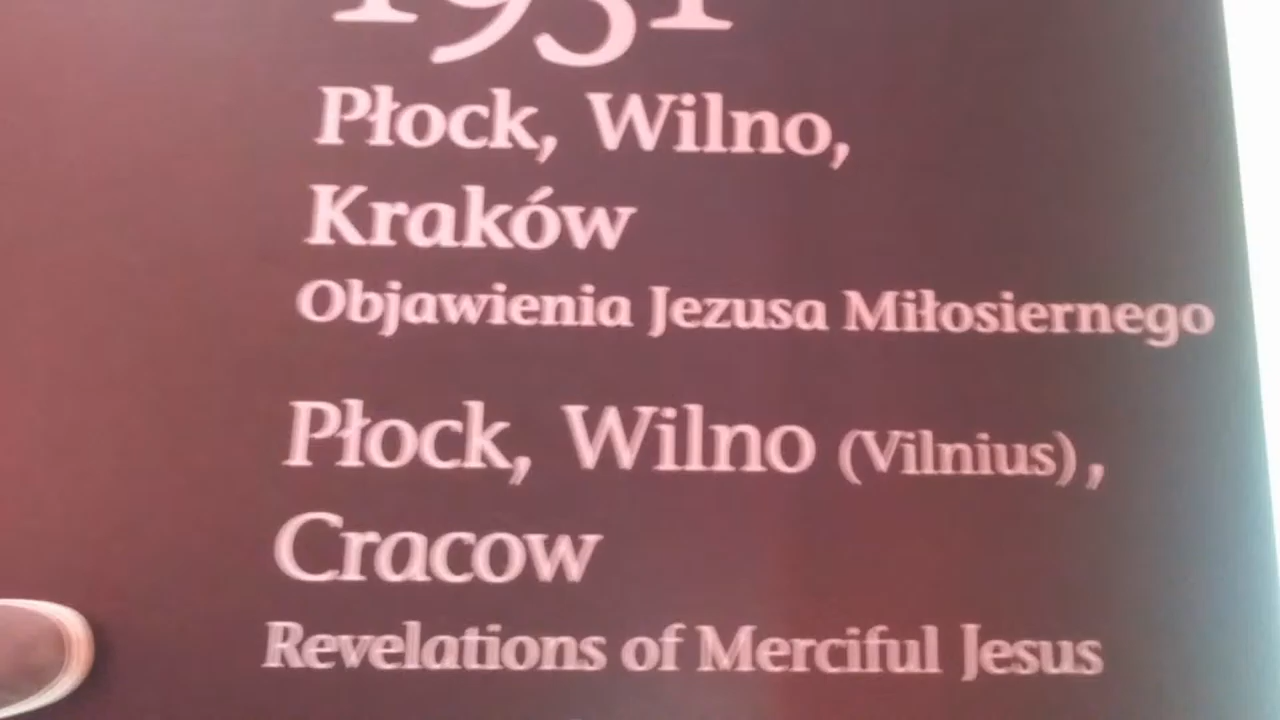 1931
Płock, Wilno,
Kraków
Objawienia Jezusa Miłosiernego
Płock, Wilno (Vilnius),
Cracow
Revelations of Merciful Jesus